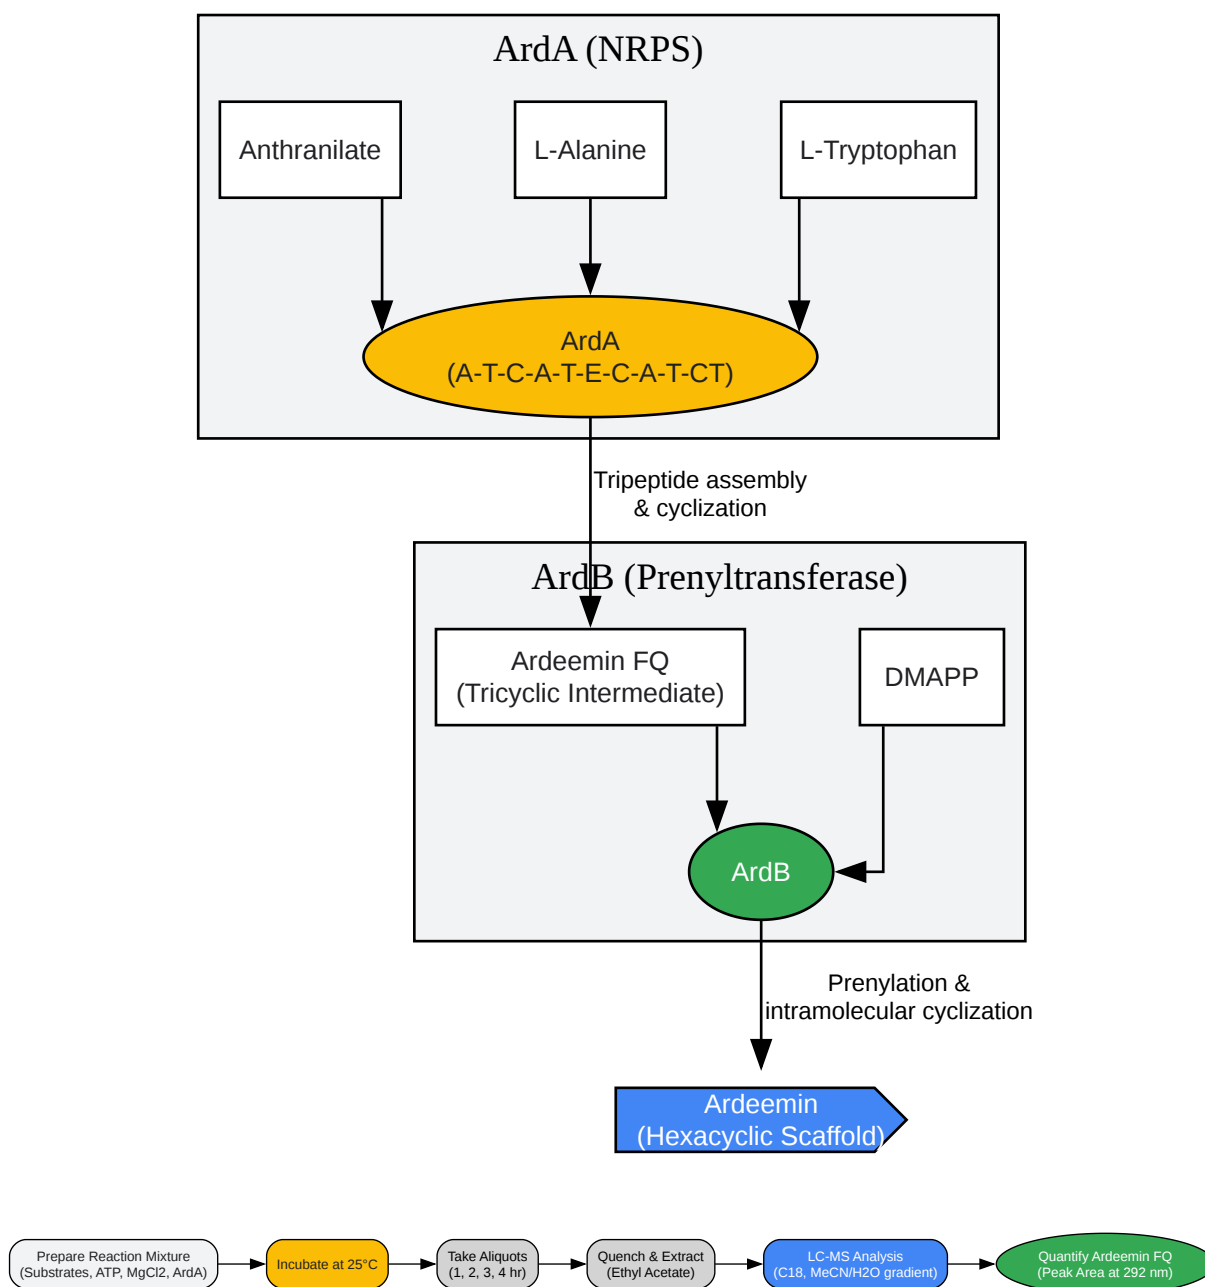 ArdA (NRPS)
Anthranilate
L-Alanine
L-Tryptophan
ArdA
(A-T-C-A-T-E-C-A-T-CT)
Tripeptide assembly
& cyclization
ArdB (Prenyltransferase)
Ardeemin FQ
(Tricyclic Intermediate)
DMAPP
ArdB
Prenylation &
intramolecular cyclization
Ardeemin
(Hexacyclic Scaffold)
Prepare Reaction Mixture
(Substrates, ATP, MgCl2, ArdA)
Incubate at 25°C
Take Aliquots
(1, 2, 3, 4 hr)
Quench & Extract
(Ethyl Acetate)
LC-MS Analysis
(C18, MeCN/H2O gradient)
Quantify Ardeemin FQ
(Peak Area at 292 nm)